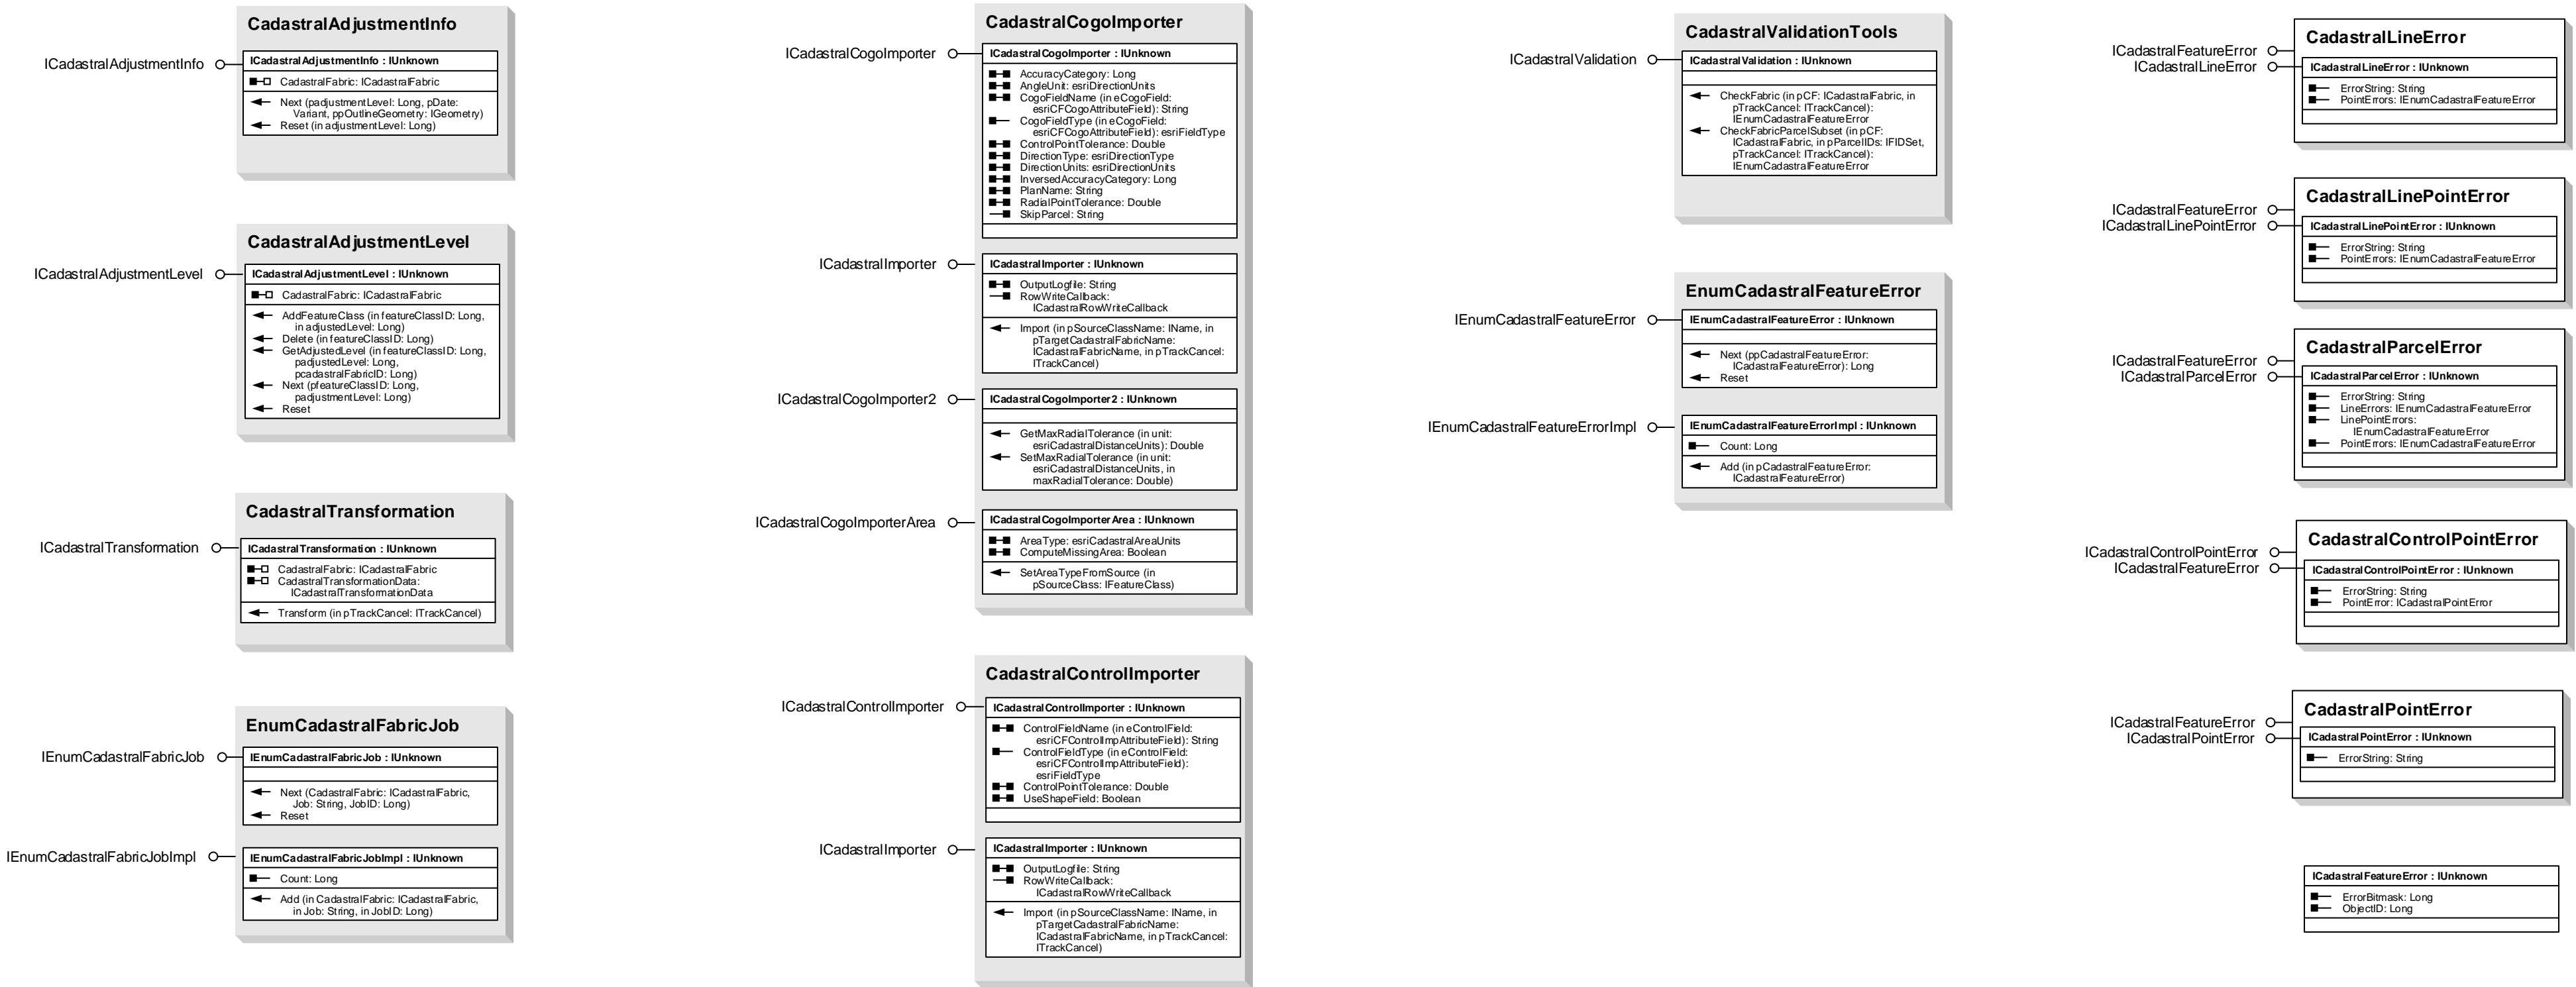 CadastralAdjustmentInfo
ICadastralAdjustmentInfo
ICadastralAdjustmentInfo : IUnknown
CadastralFabric: ICadastralFabric
Next (padjustmentLevel: Long, pDate:
Variant, ppOutlineGeometry: IGeometry)
Reset (in adjustmentLevel: Long)
CadastralAdjustmentLevel
ICadastralAdjustmentLevel
ICadastralAdjustmentLevel : IUnknown
CadastralFabric: ICadastralFabric
AddFeatureClass (in featureClassID: Long,
in adjustedLevel: Long)
Delete (in featureClassID: Long)
GetAdjustedLevel (in featureClassID: Long,
padjustedLevel: Long,
pcadastralFabricID: Long)
Next (pfeatureClassID: Long,
padjustmentLevel: Long)
Reset
CadastralTransformation
ICadastralTransformation
ICadastralTransformation : IUnknown
CadastralFabric: ICadastralFabric
CadastralTransformationData:
ICadastralTransformationData
Transform (in pTrackCancel: ITrackCancel)
EnumCadastralFabricJob
IEnumCadastralFabricJob
IEnumCadastralFabricJob : IUnknown
Next (CadastralFabric: ICadastralFabric,
Job: String, JobID: Long)
Reset
IEnumCadastralFabricJobImpl
IEnumCadastralFabricJobImpl : IUnknown
Count: Long
Add (in CadastralFabric: ICadastralFabric,
in Job: String, in JobID: Long)
CadastralCogoImporter
ICadastralCogoImporter
ICadastralCogoImporter : IUnknown
AccuracyCategory: Long
AngleUnit: esriDirectionUnits
CogoFieldName (in eCogoField:
esriCFCogoAttributeField): String
CogoFieldType (in eCogoField:
esriCFCogoAttributeField): esriFieldType
ControlPointTolerance: Double
DirectionType: esriDirectionType
DirectionUnits: esriDirectionUnits
InversedAccuracyCategory: Long
PlanName: String
RadialPointTolerance: Double
SkipParcel: String
ICadastralImporter
ICadastralImporter : IUnknown
OutputLogfile: String
RowWriteCallback:
ICadastralRowWriteCallback
Import (in pSourceClassName: IName, in
pTargetCadastralFabricName:
ICadastralFabricName, in pTrackCancel:
ITrackCancel)
ICadastralCogoImporter2
ICadastralCogoImporter2 : IUnknown
GetMaxRadialTolerance (in unit:
esriCadastralDistanceUnits): Double
SetMaxRadialTolerance (in unit:
esriCadastralDistanceUnits, in
maxRadialTolerance: Double)
ICadastralCogoImporterArea
ICadastralCogoImporterArea : IUnknown
AreaType: esriCadastralAreaUnits
ComputeMissingArea: Boolean
SetAreaTypeFromSource (in
pSourceClass: IFeatureClass)
CadastralControlImporter
ICadastralControlImporter
ICadastralControlImporter : IUnknown
ControlFieldName (in eControlField:
esriCFControlImpAttributeField): String
ControlFieldType (in eControlField:
esriCFControlImpAttributeField):
esriFieldType
ControlPointTolerance: Double
UseShapeField: Boolean
ICadastralImporter
ICadastralImporter : IUnknown
OutputLogfile: String
RowWriteCallback:
ICadastralRowWriteCallback
Import (in pSourceClassName: IName, in
pTargetCadastralFabricName:
ICadastralFabricName, in pTrackCancel:
ITrackCancel)
CadastralValidationTools
ICadastralValidation
ICadastralValidation : IUnknown
CheckFabric (in pCF: ICadastralFabric, in
pTrackCancel: ITrackCancel):
IEnumCadastralFeatureError
CheckFabricParcelSubset (in pCF:
ICadastralFabric, in pParcelIDs: IFIDSet,
pTrackCancel: ITrackCancel):
IEnumCadastralFeatureError
EnumCadastralFeatureError
IEnumCadastralFeatureError
IEnumCadastralFeatureError : IUnknown
Next (ppCadastralFeatureError:
ICadastralFeatureError): Long
Reset
IEnumCadastralFeatureErrorImpl
IEnumCadastralFeatureErrorImpl : IUnknown
Count: Long
Add (in pCadastralFeatureError:
ICadastralFeatureError)
CadastralLineError
ICadastralFeatureError
ICadastralLineError
ICadastralLineError : IUnknown
ErrorString: String
PointErrors: IEnumCadastralFeatureError
CadastralLinePointError
ICadastralFeatureError
ICadastralLinePointError
ICadastralLinePointError : IUnknown
ErrorString: String
PointErrors: IEnumCadastralFeatureError
CadastralParcelError
ICadastralFeatureError
ICadastralParcelError
ICadastralParcelError : IUnknown
ErrorString: String
LineErrors: IEnumCadastralFeatureError
LinePointErrors:
IEnumCadastralFeatureError
PointErrors: IEnumCadastralFeatureError
CadastralControlPointError
ICadastralControlPointError
ICadastralFeatureError
ICadastralControlPointError : IUnknown
ErrorString: String
PointError: ICadastralPointError
CadastralPointError
ICadastralFeatureError
ICadastralPointError
ICadastralPointError : IUnknown
ErrorString: String
ICadastralFeatureError : IUnknown
ErrorBitmask: Long
ObjectID: Long